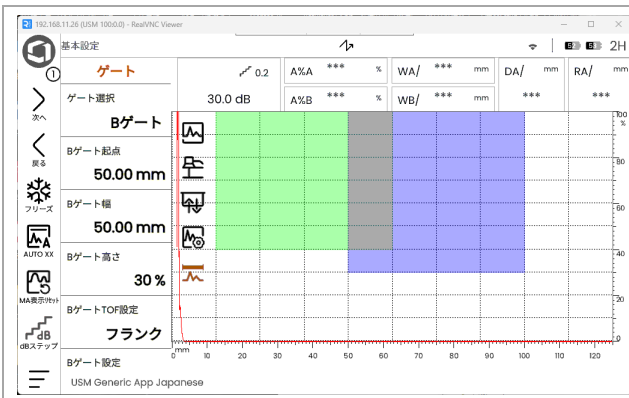 192.168.11.26 (USM 100:0.0) - RealVNC Viewer
基本設定
2H
1
ゲート
0.2
30.0 dB
A%A *** %
WA/ *** mm
DA/ mm
RA/ mm
A%B *** %
WB/ *** mm
***
***
次へ
戻る
フリーズ
AUTO XX
MA表示リセット
dB
dBステップ
ゲート選択
Bゲート
Bゲート起点
50.00 mm
Bゲート幅
50.00 mm
Bゲート高さ
30 %
BゲートTOF設定
フランク
Bゲート設定
USM Generic App Japanese
100
%
80
60
40
20
0
mm
0 10 20 30 40 50 60 70 80 90 100 110 120